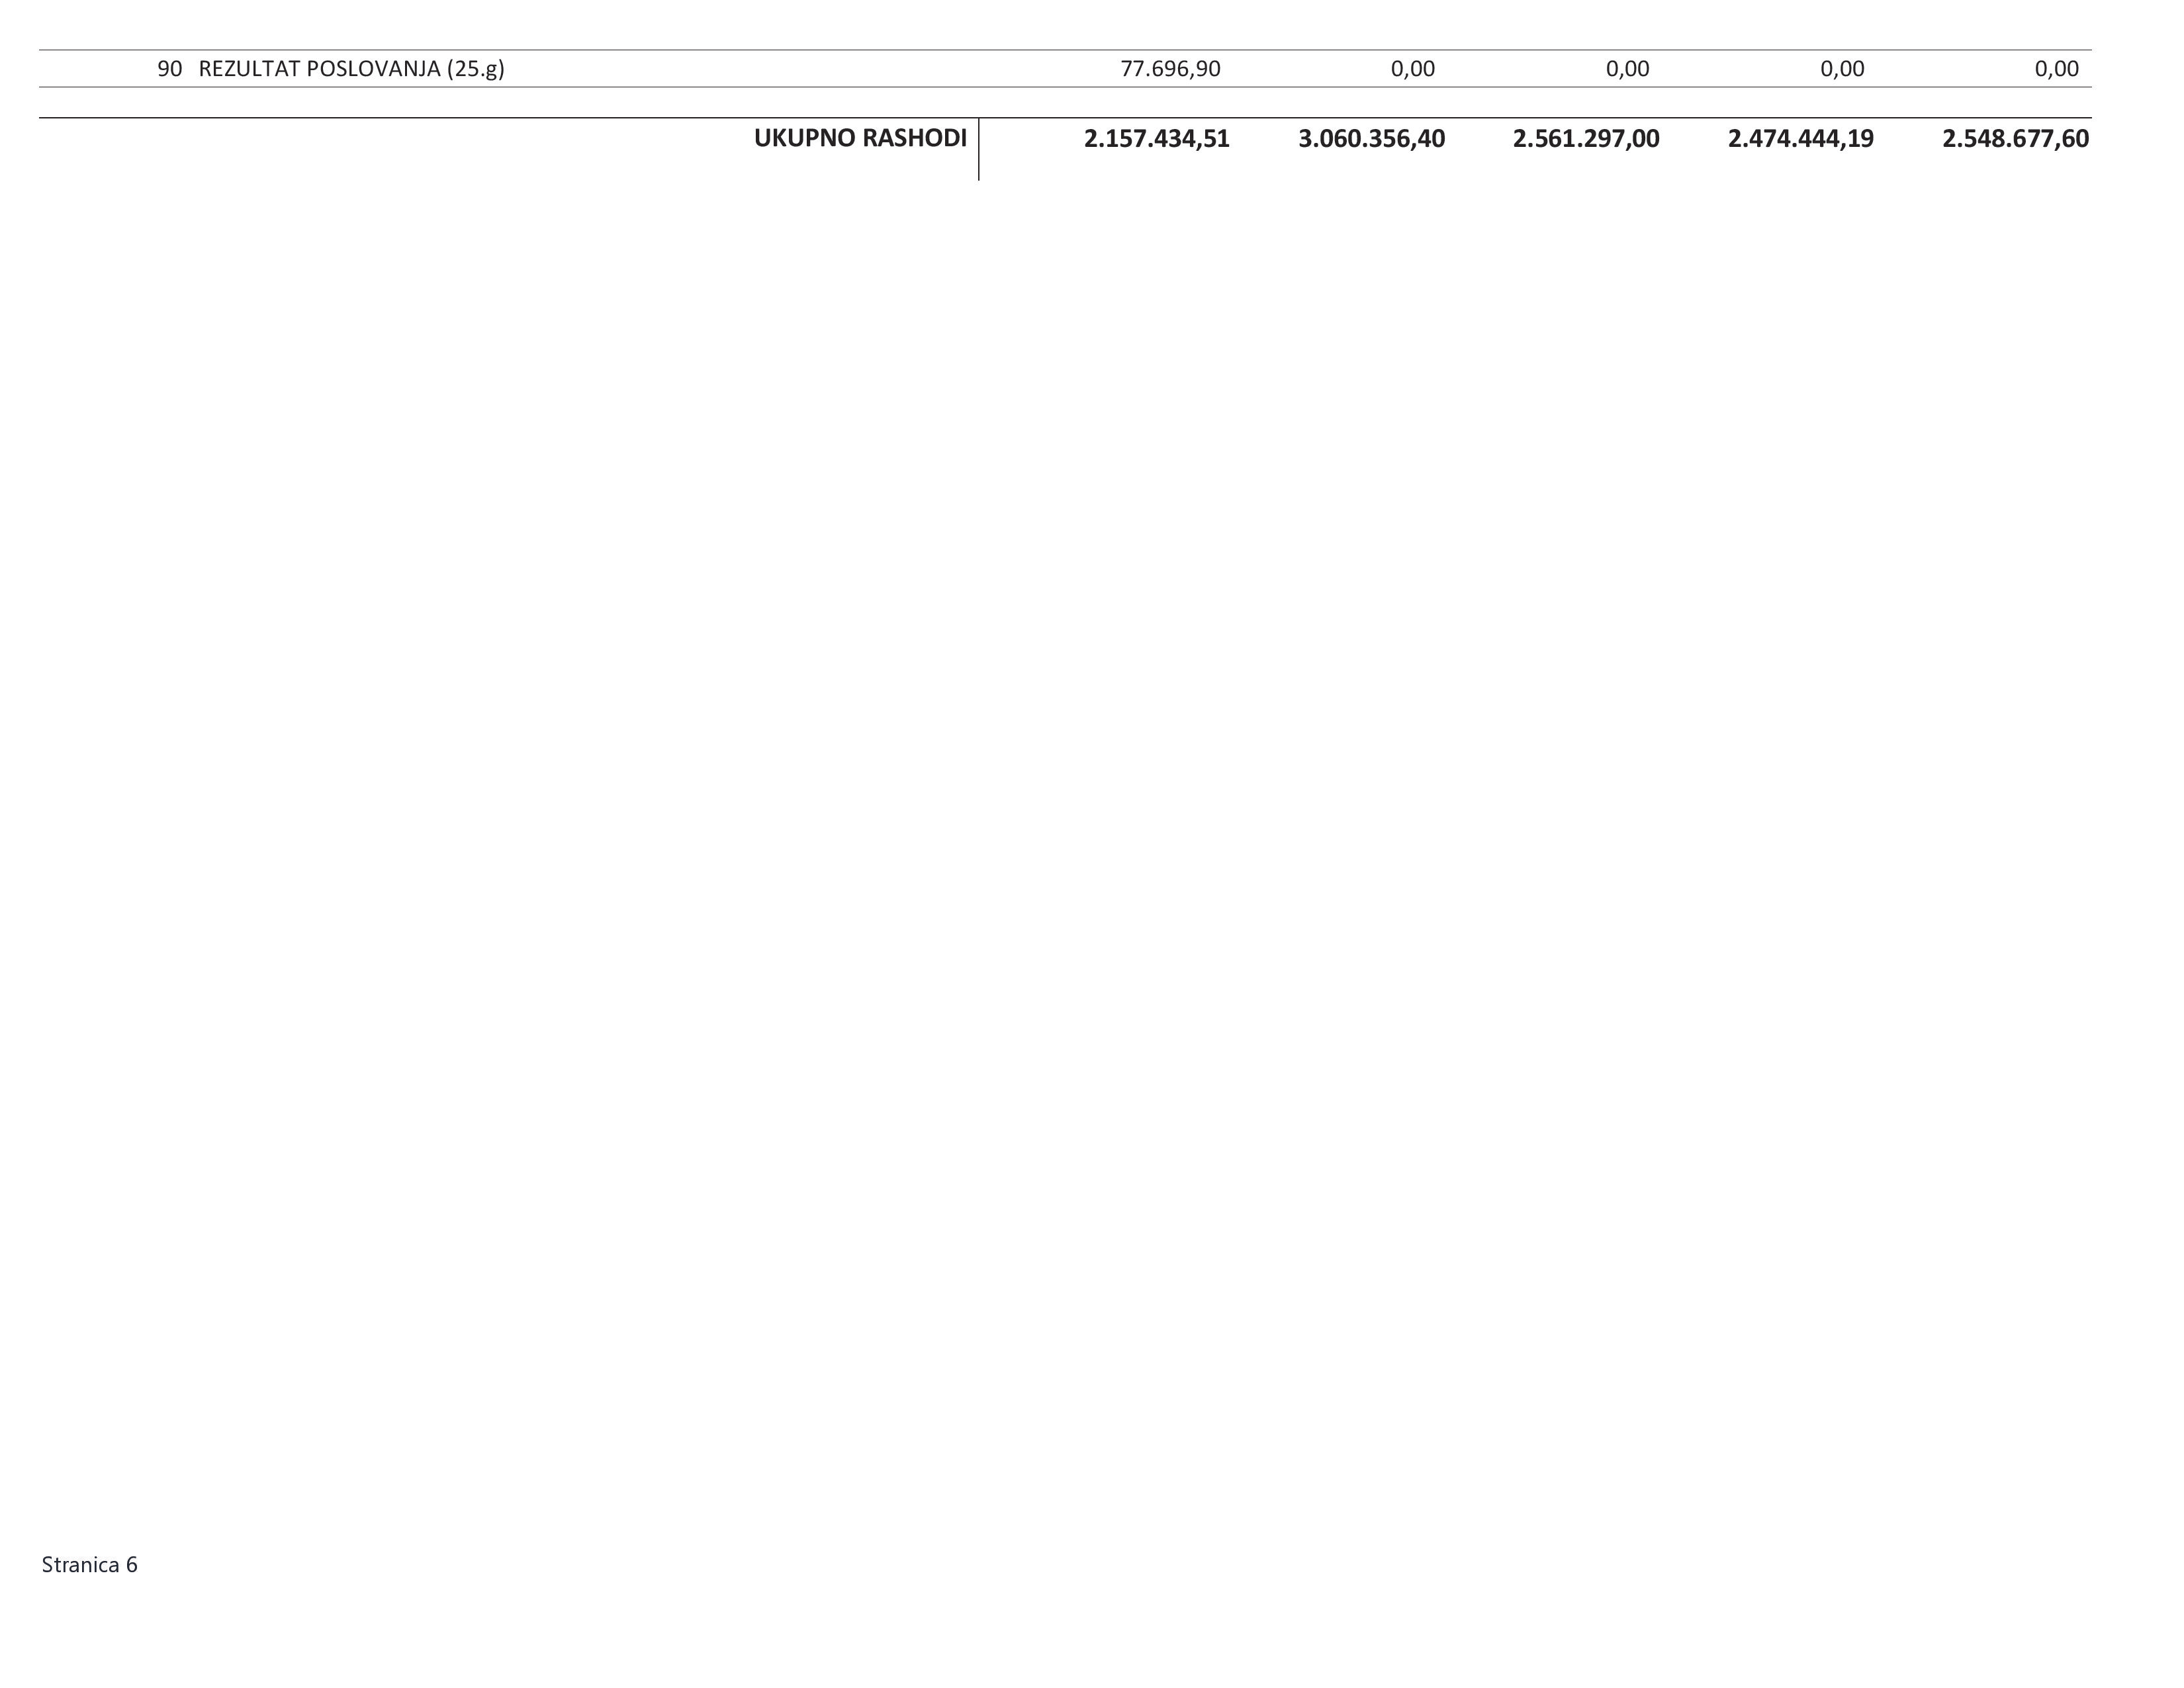 90 REZULTAT POSLOVANJA (25.g) 77.696,90 0,00 0,00 0,00 0,00
UKUPNO RASHODI 2.157.434,51 3.060.356,40 2.561.297,00 2.474.444,19 2.548.677,60
Stranica 6